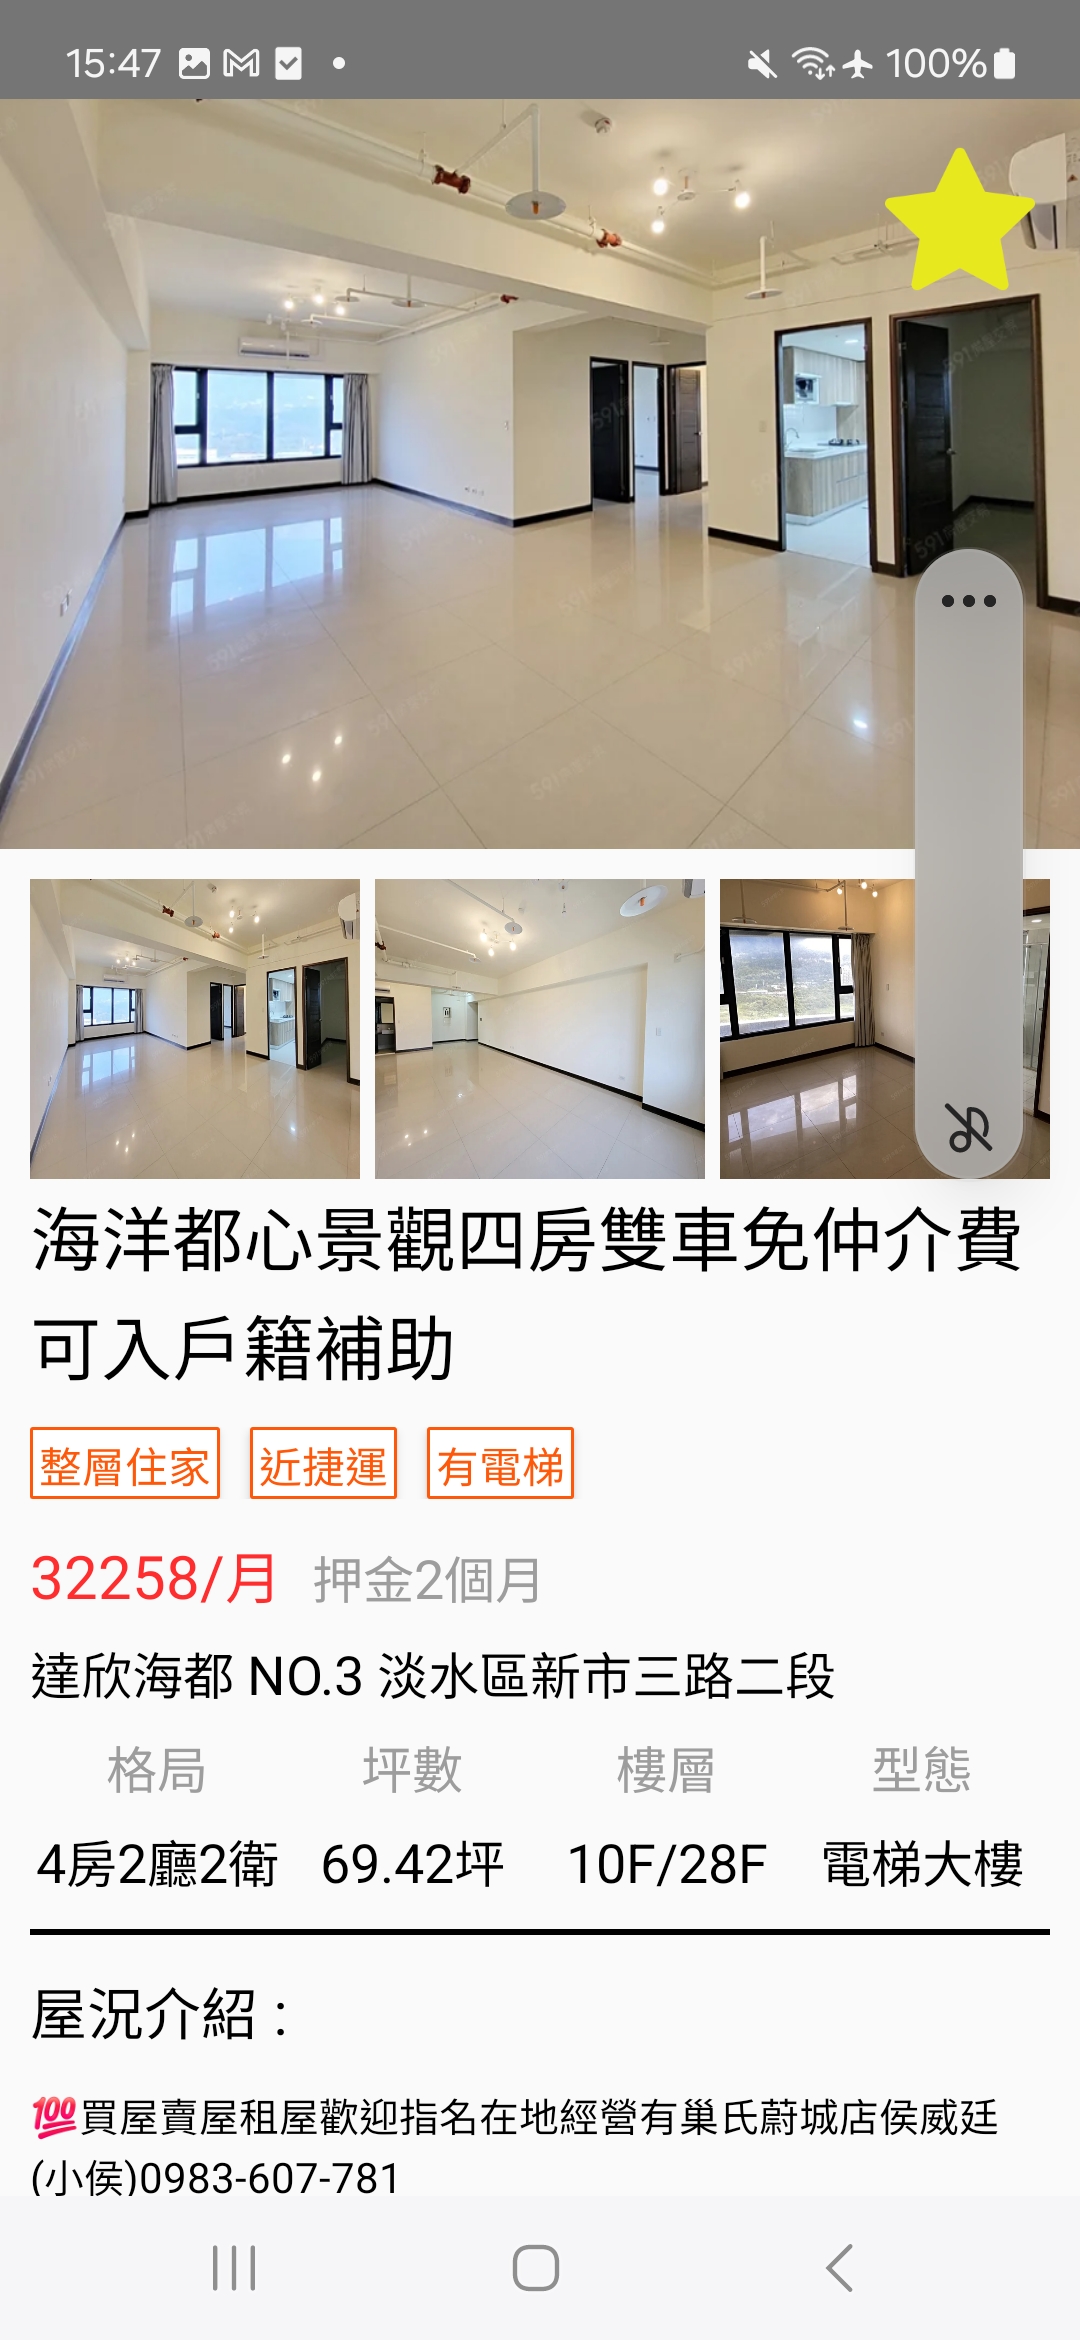 15:47
100%
海洋都心景觀四房雙車免仲介費
可入戶籍補助
整層住家 近捷運 有電梯
32258/月 押金2個月
達欣海都 NO.3 淡水區新市三路二段
格局 坪數 樓層 型態
4房2廳2衛 69.42坪 10F/28F 電梯大樓
屋況介紹 :
💯買屋賣屋租屋歡迎指名在地經營有巢氏蔚城店侯威廷
(小侯)0983-607-781